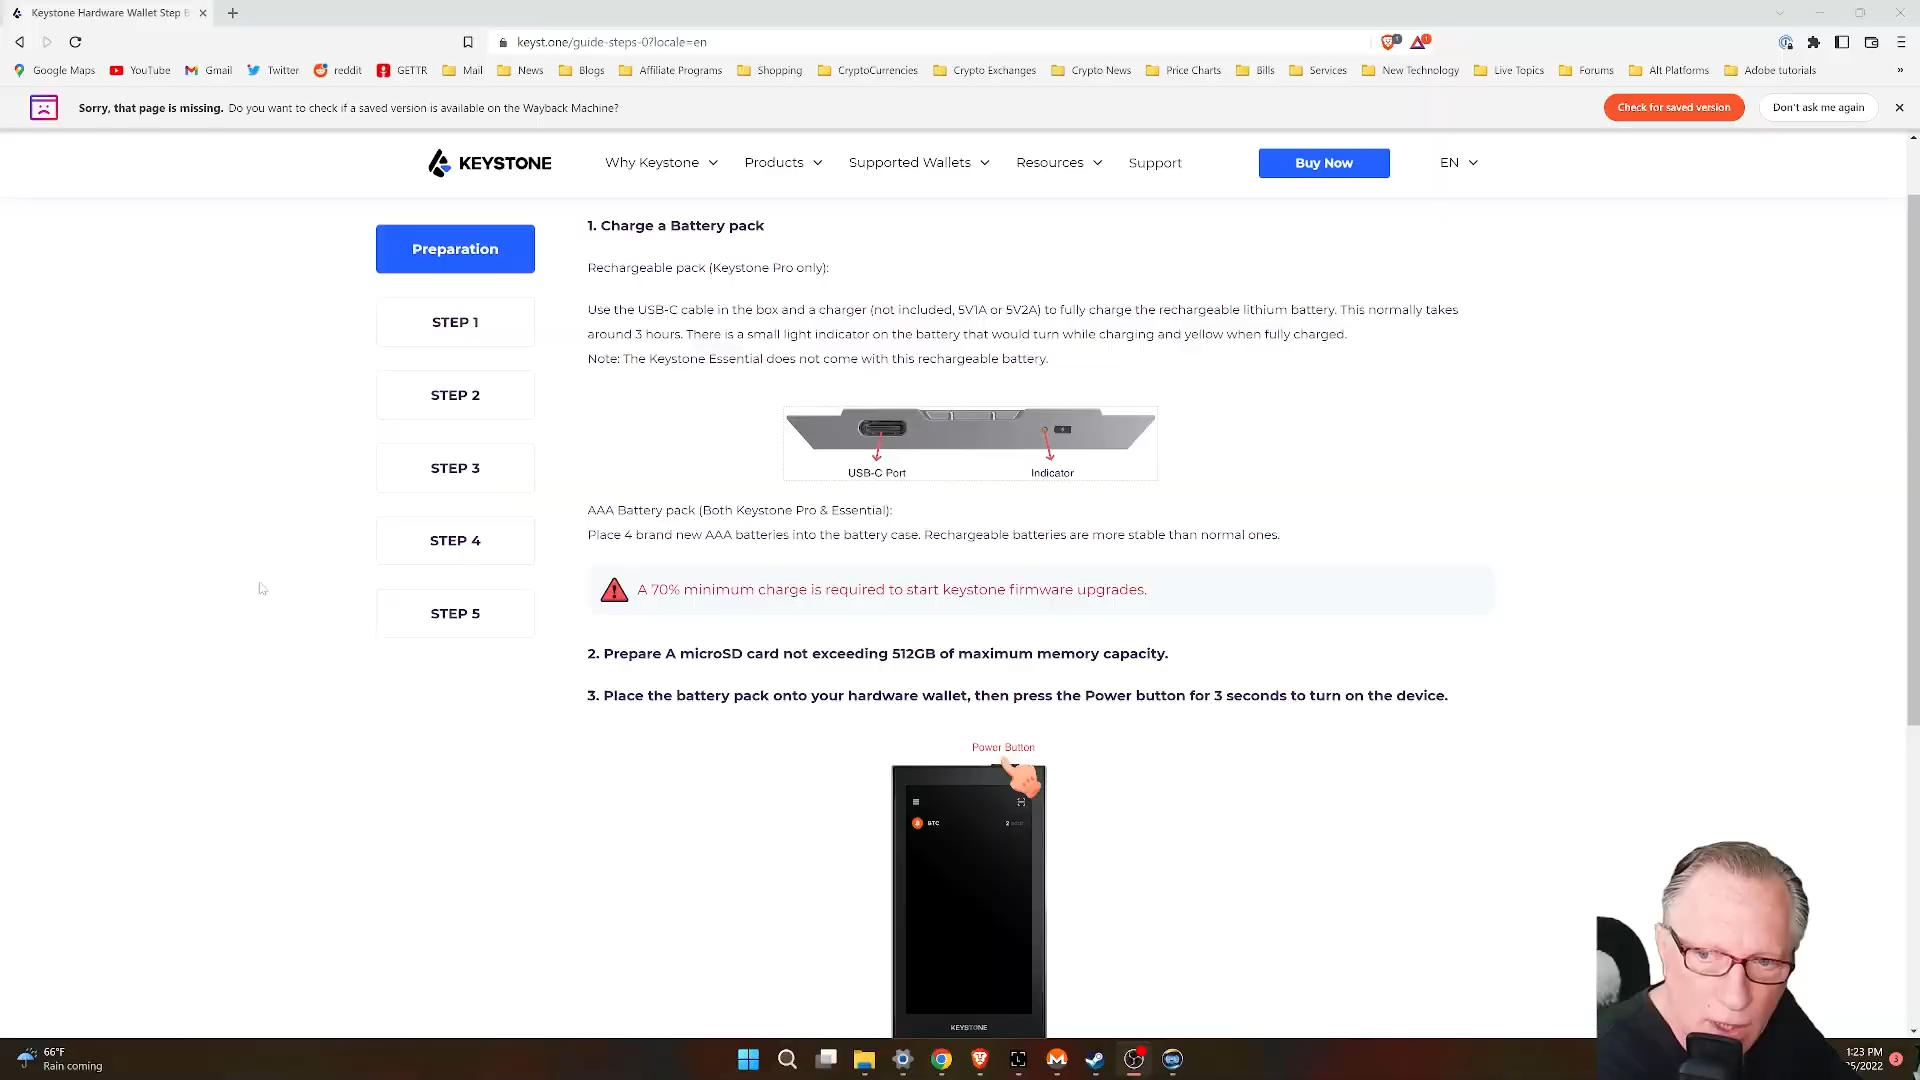 Keystone Hardware Wallet Step B
keyst.one/guide-steps-0?locale=en
Google Maps YouTube Gmail Twitter reddit GETTR Mail News Blogs Affiliate Programs Shopping CryptoCurrencies Crypto Exchanges Crypto News Price Charts Bills Services New Technology Live Topics Forums Alt Platforms Adobe tutorials
Sorry, that page is missing. Do you want to check if a saved version is available on the Wayback Machine?
Check for saved version
Don't ask me again
KEYSTONE
Why Keystone
Products
Supported Wallets
Resources
Support
Buy Now
EN
Preparation
STEP 1
STEP 2
STEP 3
STEP 4
STEP 5
1. Charge a Battery pack
Rechargeable pack (Keystone Pro only):
Use the USB-C cable in the box and a charger (not included, 5V1A or 5V2A) to fully charge the rechargeable lithium battery. This normally takes
around 3 hours. There is a small light indicator on the battery that would turn while charging and yellow when fully charged.
Note: The Keystone Essential does not come with this rechargeable battery.
USB-C Port
Indicator
AAA Battery pack (Both Keystone Pro & Essential):
Place 4 brand new AAA batteries into the battery case. Rechargeable batteries are more stable than normal ones.
A 70% minimum charge is required to start keystone firmware upgrades.
2. Prepare A microSD card not exceeding 512GB of maximum memory capacity.
3. Place the battery pack onto your hardware wallet, then press the Power button for 3 seconds to turn on the device.
Power Button
BTC
2
KEYSTONE
66°F
Rain coming
1:23 PM
5/2022
3